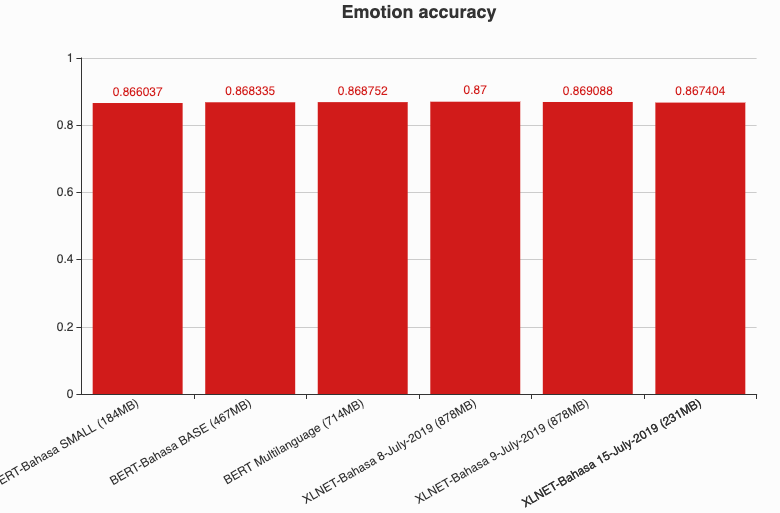 Emotion accuracy
1
0.8
0.6
0.4
0.2
0
0.866037
0.868335
0.868752
0.87
0.869088
0.867404
ERT-Bahasa SMALL (184MB)
BERT-Bahasa BASE (467MB)
BERT Multilanguage (714MB)
XLNET-Bahasa 8-July-2019 (878MB)
XLNET-Bahasa 9-July-2019 (878MB)
XLNET-Bahasa 15-July-2019 (231MB)